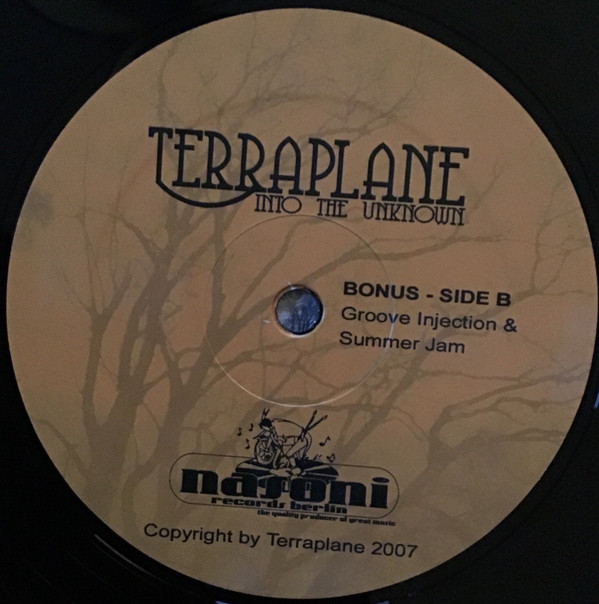 TERRAPLANE
INTO THE UNKNOWN
BONUS - SIDE B
Groove Injection &
Summer Jam
nasoni
records berlin
the quality producer of great music
Copyright by Terraplane 2007